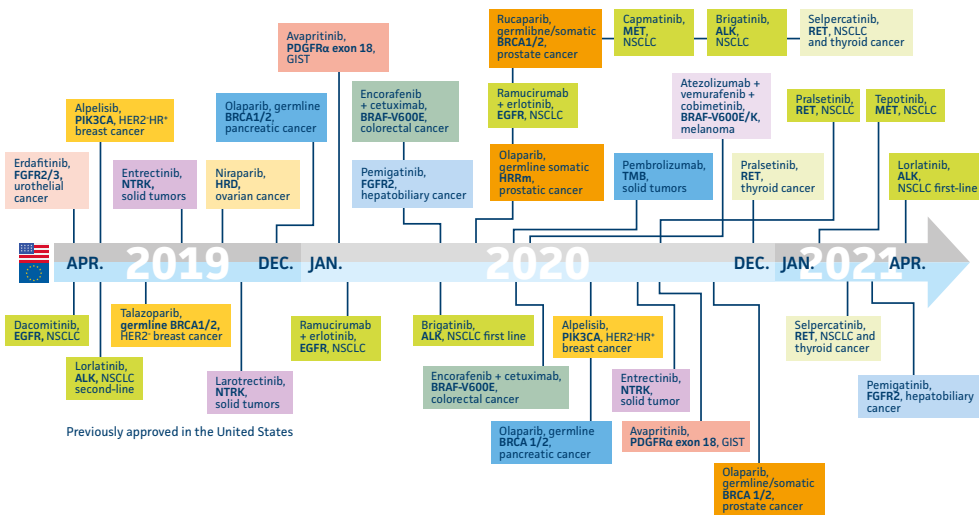 Rucaparib,
germlibne/somatic
BRCA1/2,
prostate cancer
Capmatinib,
MET,
NSCLC
Brigatinib,
ALK,
NSCLC
Selpercatinib,
RET, NSCLC
and thyroid cancer
Avapritinib,
PDGFRα exon 18,
GIST
Alpelisib,
PIK3CA, HER2⁻HR⁺
breast cancer
Olaparib, germline
BRCA1/2,
pancreatic cancer
Encorafenib
+ cetuximab,
BRAF-V600E,
colorectal cancer
Ramucirumab
+ erlotinib,
EGFR, NSCLC
Atezolizumab +
vemurafenib +
cobimetinib,
BRAF-V600E/K,
melanoma
Pralsetinib,
RET, NSCLC
Tepotinib,
MET, NSCLC
Erdafitinib,
FGFR2/3,
urothelial
cancer
Entrectinib,
NTRK,
solid tumors
Niraparib,
HRD,
ovarian cancer
Pemigatinib,
FGFR2,
hepatobiliary cancer
Olaparib,
germline somatic
HRRm,
prostatic cancer
Pembrolizumab,
TMB,
solid tumors
Pralsetinib,
RET,
thyroid cancer
Lorlatinib,
ALK,
NSCLC first-line
APR. 2019 DEC. JAN. 2020 DEC. JAN. 2021 APR.
Dacomitinib,
EGFR, NSCLC
Talazoparib,
germline BRCA1/2,
HER2⁻ breast cancer
Lorlatinib,
ALK, NSCLC
second-line
Larotrectinib,
NTRK,
solid tumors
Ramucirumab
+ erlotinib,
EGFR, NSCLC
Brigatinib,
ALK, NSCLC first line
Encorafenib + cetuximab,
BRAF-V600E,
colorectal cancer
Alpelisib,
PIK3CA, HER2⁻HR⁺
breast cancer
Olaparib, germline
BRCA 1/2,
pancreatic cancer
Entrectinib,
NTRK,
solid tumor
Avapritinib,
PDGFRα exon 18, GIST
Olaparib,
germline/somatic
BRCA 1/2,
prostate cancer
Selpercatinib,
RET, NSCLC and
thyroid cancer
Pemigatinib,
FGFR2, hepatobiliary
cancer
Previously approved in the United States